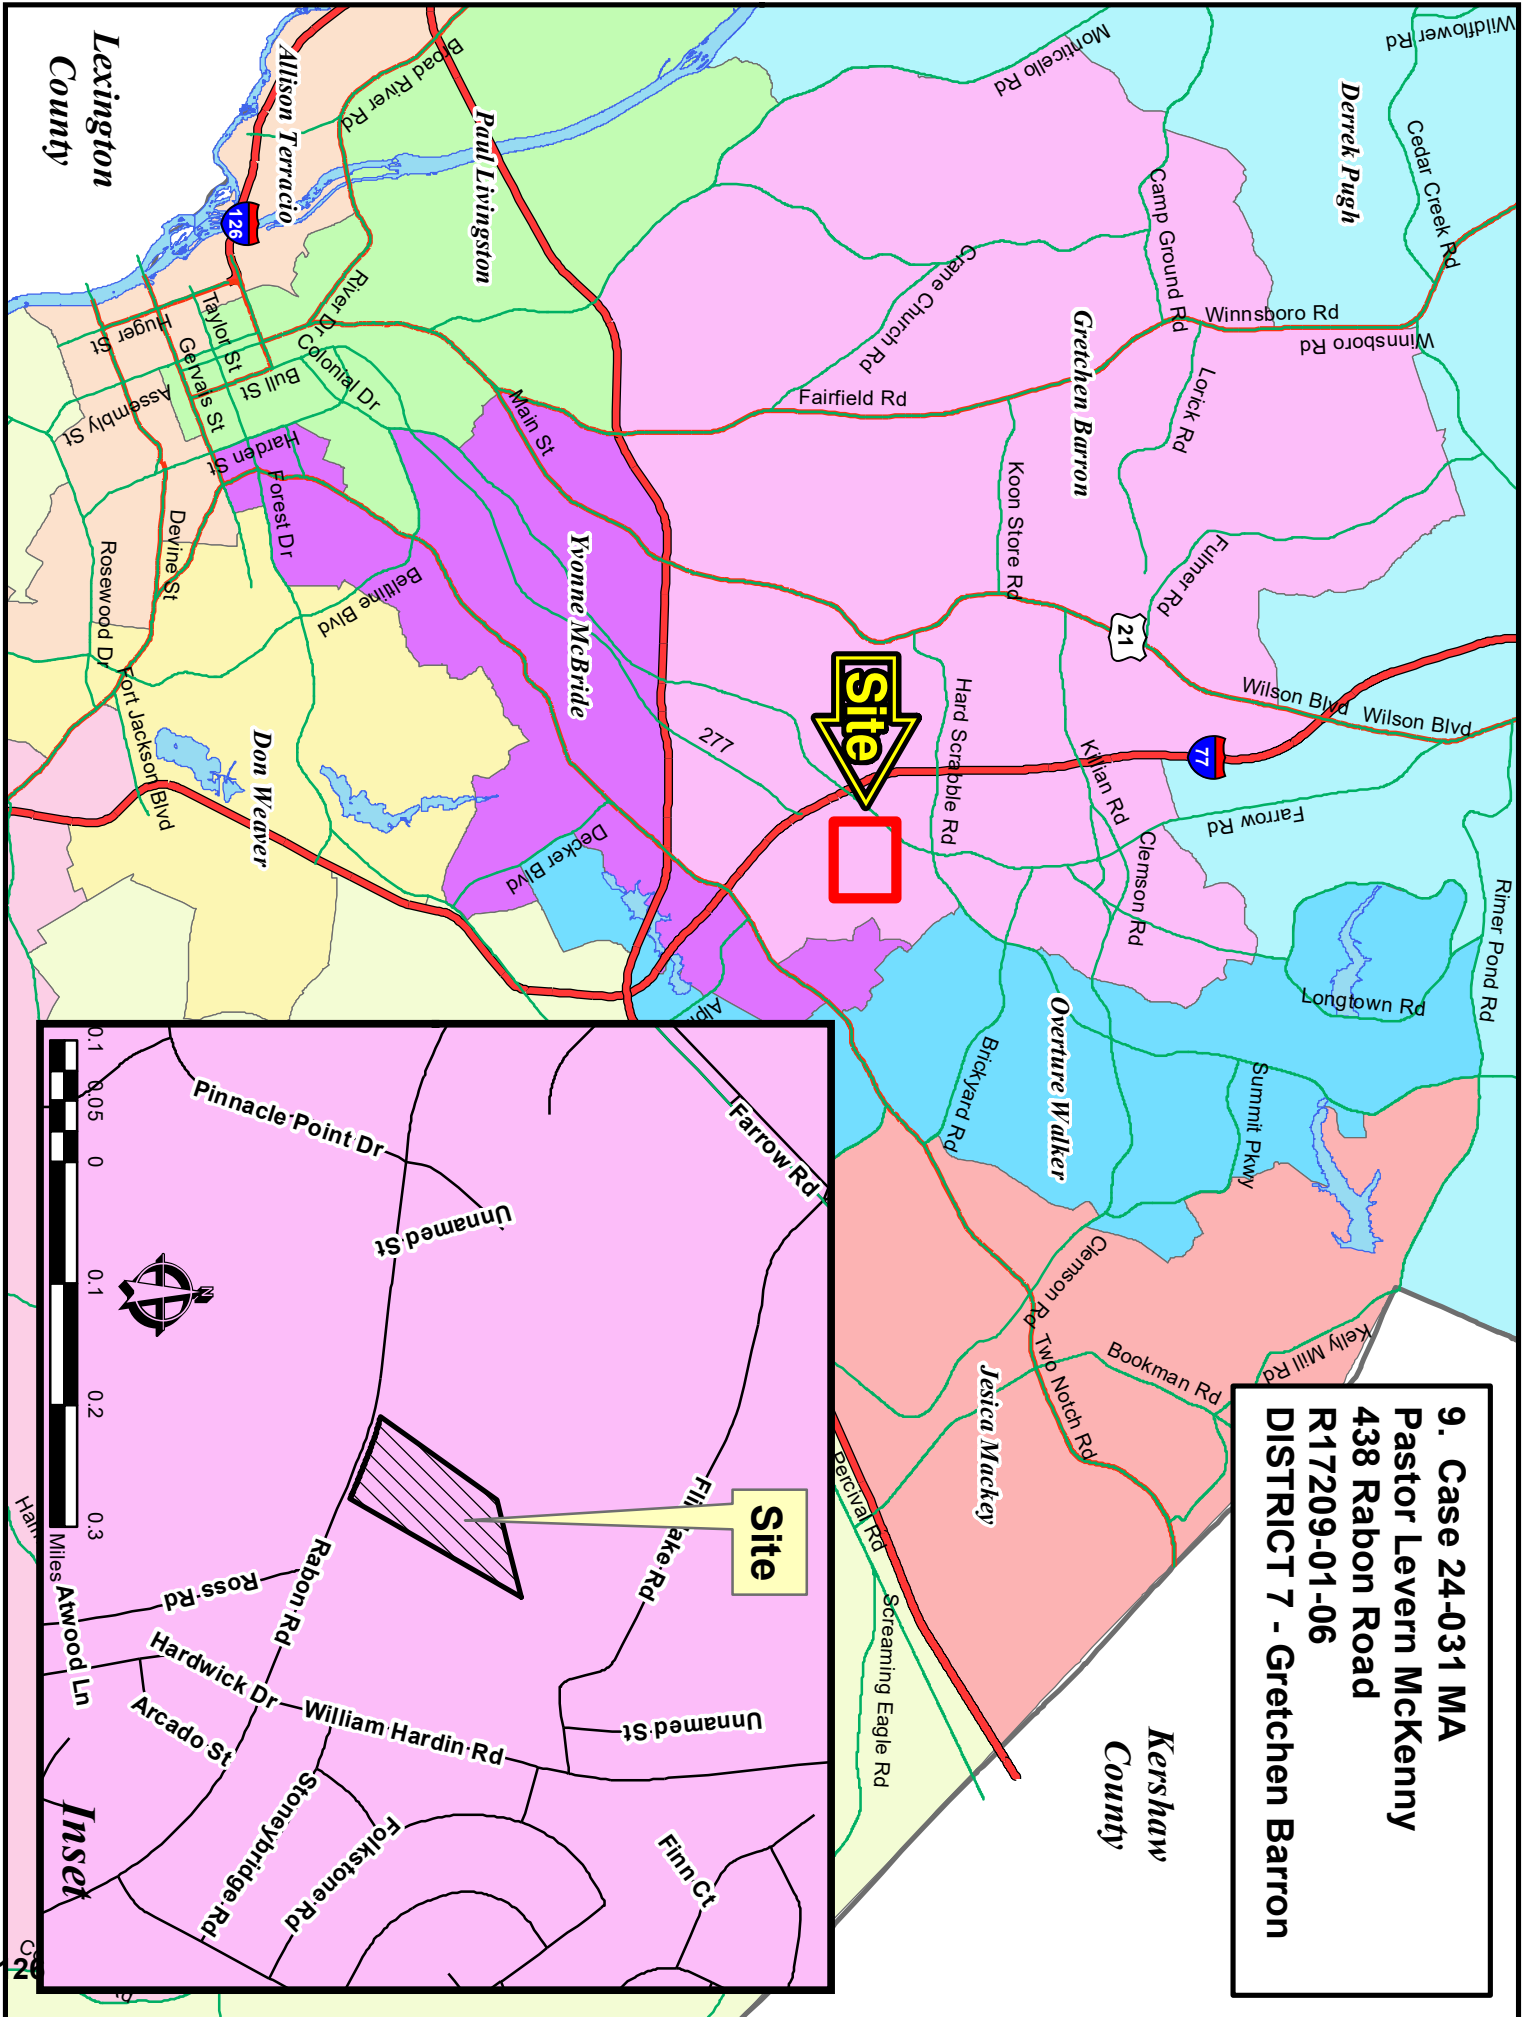 9. Case 24-031 MA
Pastor Levern McKenny
438 Rabon Road
R17209-01-06
DISTRICT 7 - Gretchen Barron
Wildflower Rd
Cedar Creek Rd
Derrek Pugh
Monticello Rd
Camp Ground Rd
Winnsboro Rd
Winnsboro Rd
Crane Church Rd
Gretchen Barron
Lorick Rd
Fairfield Rd
Koon Store Rd
Fulmer Rd
21
Wilson Blvd
Wilson Blvd
77
Killian Rd
Hard Scrabble Rd
Farrow Rd
Clemson Rd
Rimer Pond Rd
Longtown Rd
Site
277
Overture Walker
Brickyard Rd
Summit Pkwy
Clemson Rd
Two Notch Rd
Bookman Rd
Kelly Mill Rd
Jesica Mackey
Percival Rd
Screaming Eagle Rd
Kershaw
County
Lexington
County
Allison Terracio
Broad River Rd
Paul Livingston
126
River Dr
Huger St
Taylor St
Gervais St
Bull St
Colonial Dr
Assembly St
Harden St
Main St
Forest Dr
Devine St
Rosewood Dr
Beltline Blvd
Yvonne McBride
Fort Jackson Blvd
Don Weaver
Decker Blvd
Farrow Rd
Pinnacle Point Dr
Unnamed St
Site
Rabon Rd
Ross Rd
Atwood Ln
Hardwick Dr
Arcado St
William Hardin Rd
Unnamed St
Stoneybridge Rd
Folkstone Rd
Finn Ct
Inset
0.1 0.05 0 0.1 0.2 0.3
Miles
N